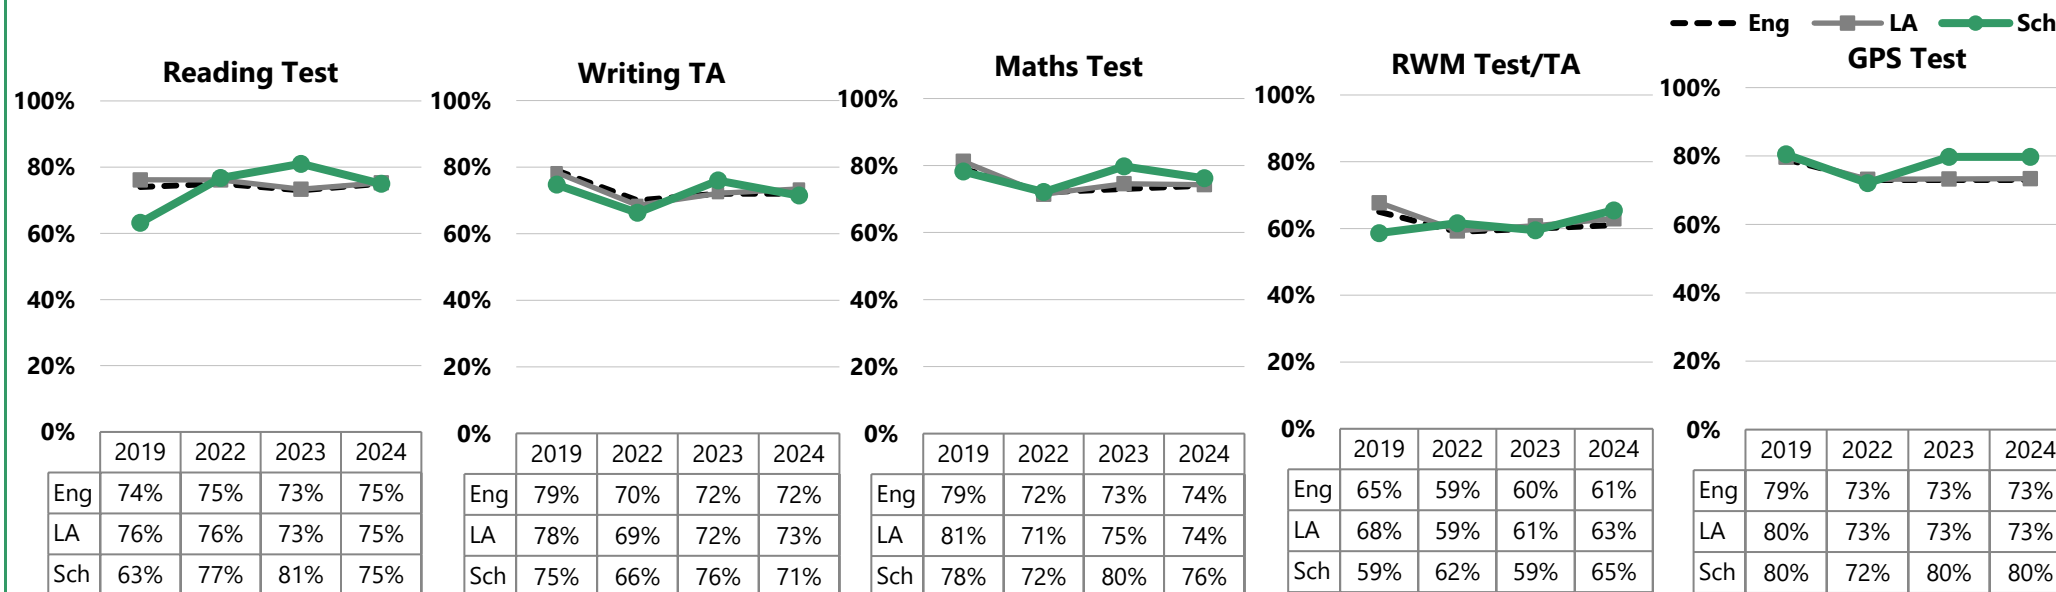 Eng LA Sch
Reading Test
100%
80%
60%
40%
20%
0%
2019 2022 2023 2024
Eng 74% 75% 73% 75%
LA 76% 76% 73% 75%
Sch 63% 77% 81% 75%
Writing TA
100%
80%
60%
40%
20%
0%
2019 2022 2023 2024
Eng 79% 70% 72% 72%
LA 78% 69% 72% 73%
Sch 75% 66% 76% 71%
Maths Test
100%
80%
60%
40%
20%
0%
2019 2022 2023 2024
Eng 79% 72% 73% 74%
LA 81% 71% 75% 74%
Sch 78% 72% 80% 76%
RWM Test/TA
100%
80%
60%
40%
20%
0%
2019 2022 2023 2024
Eng 65% 59% 60% 61%
LA 68% 59% 61% 63%
Sch 59% 62% 59% 65%
GPS Test
100%
80%
60%
40%
20%
0%
2019 2022 2023 2024
Eng 79% 73% 73% 73%
LA 80% 73% 73% 73%
Sch 80% 72% 80% 80%